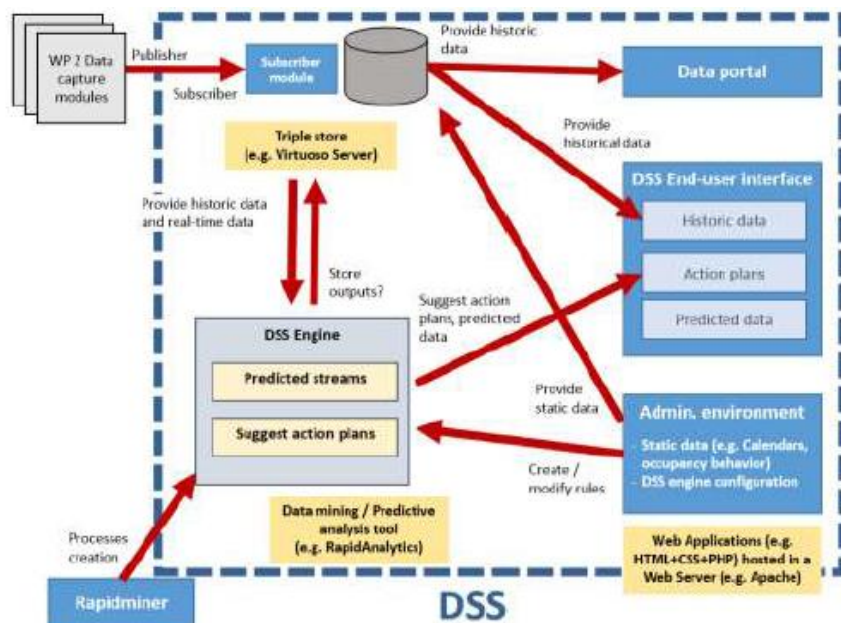 WP 2 Data
capture
modules
Publisher
Subscriber
Subscriber
module
Provide historic
data
Data portal
Triple store
(e.g. Virtuoso Server)
Provide
historical data
DSS End-user interface
Historic data
Action plans
Predicted data
Provide historic data
and real-time data
Store
outputs?
Suggest action
plans, predicted
data
DSS Engine
Predicted streams
Suggest action plans
Provide
static data
Admin. environment
- Static data (e.g. Calendars,
occupancy behavior)
- DSS engine configuration
Create /
modify rules
Data mining / Predictive
analysis tool
(e.g. RapidAnalytics)
Web Applications (e.g.
HTML+CSS+PHP) hosted in a
Web Server (e.g. Apache)
Processes
creation
Rapidminer
DSS